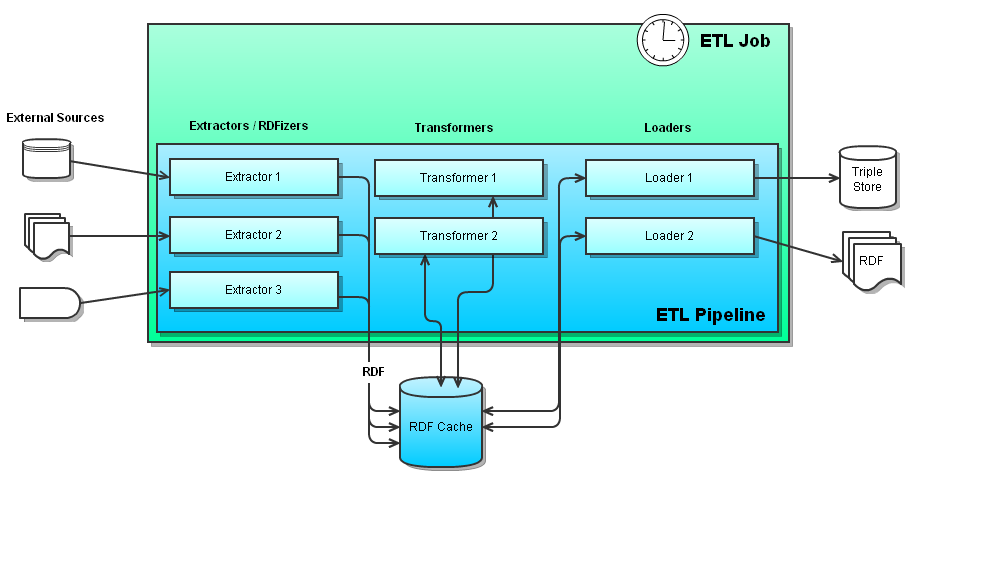 ETL Job
External Sources
Extractors / RDFizers
Transformers
Loaders
Extractor 1
Transformer 1
Loader 1
Triple
Store
Extractor 2
Transformer 2
Loader 2
RDF
Extractor 3
ETL Pipeline
RDF
RDF Cache